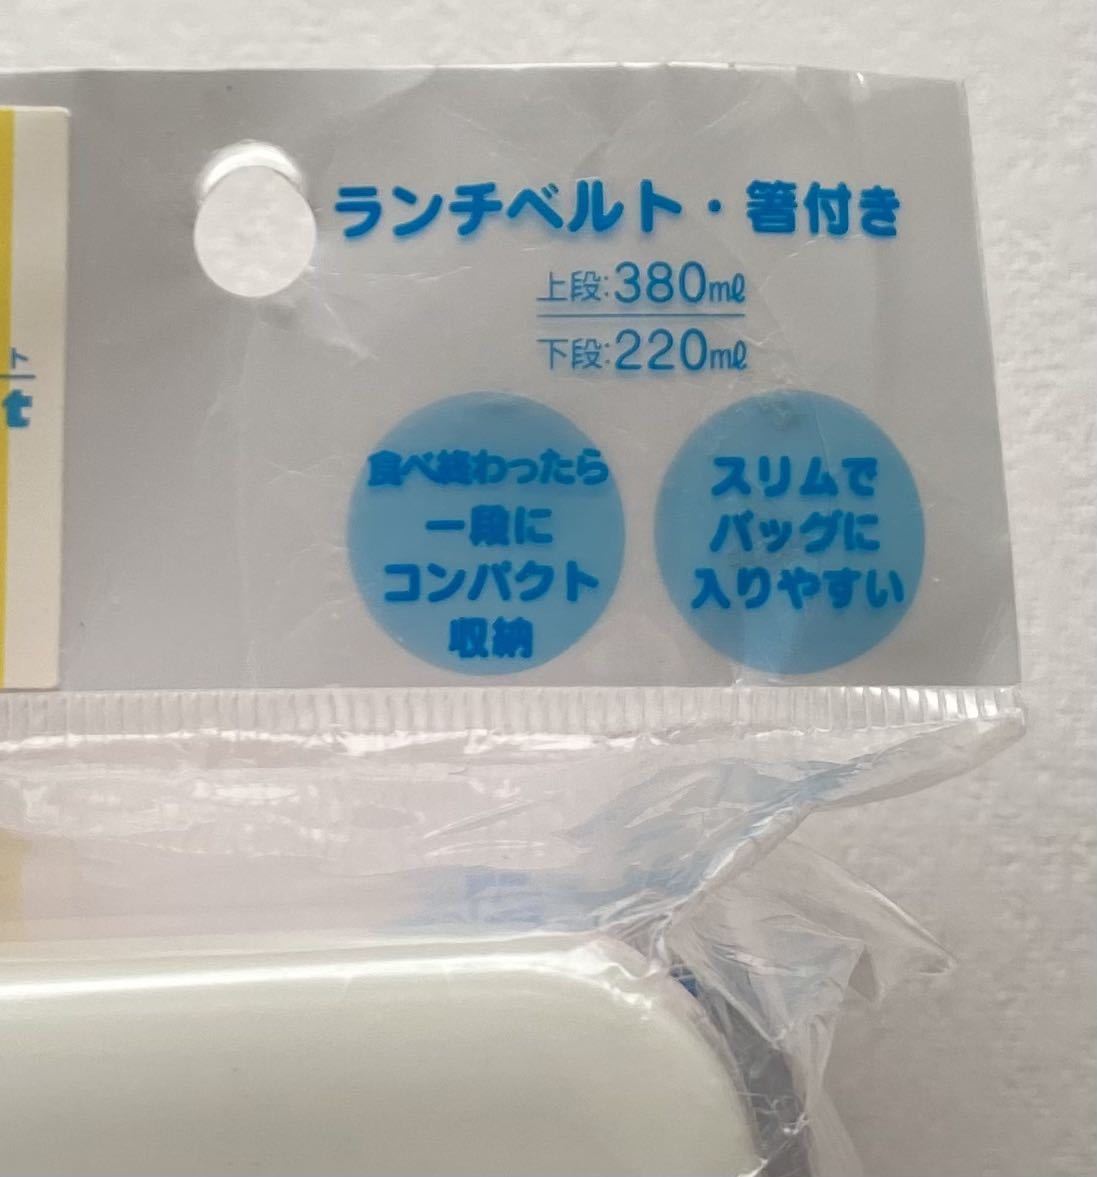 ランチベルト・箸付き
上段:380ml
下段:220ml
食べ終わったら
一段に
コンパクト
収納
スリムで
バッグに
入りやすい
ト
t